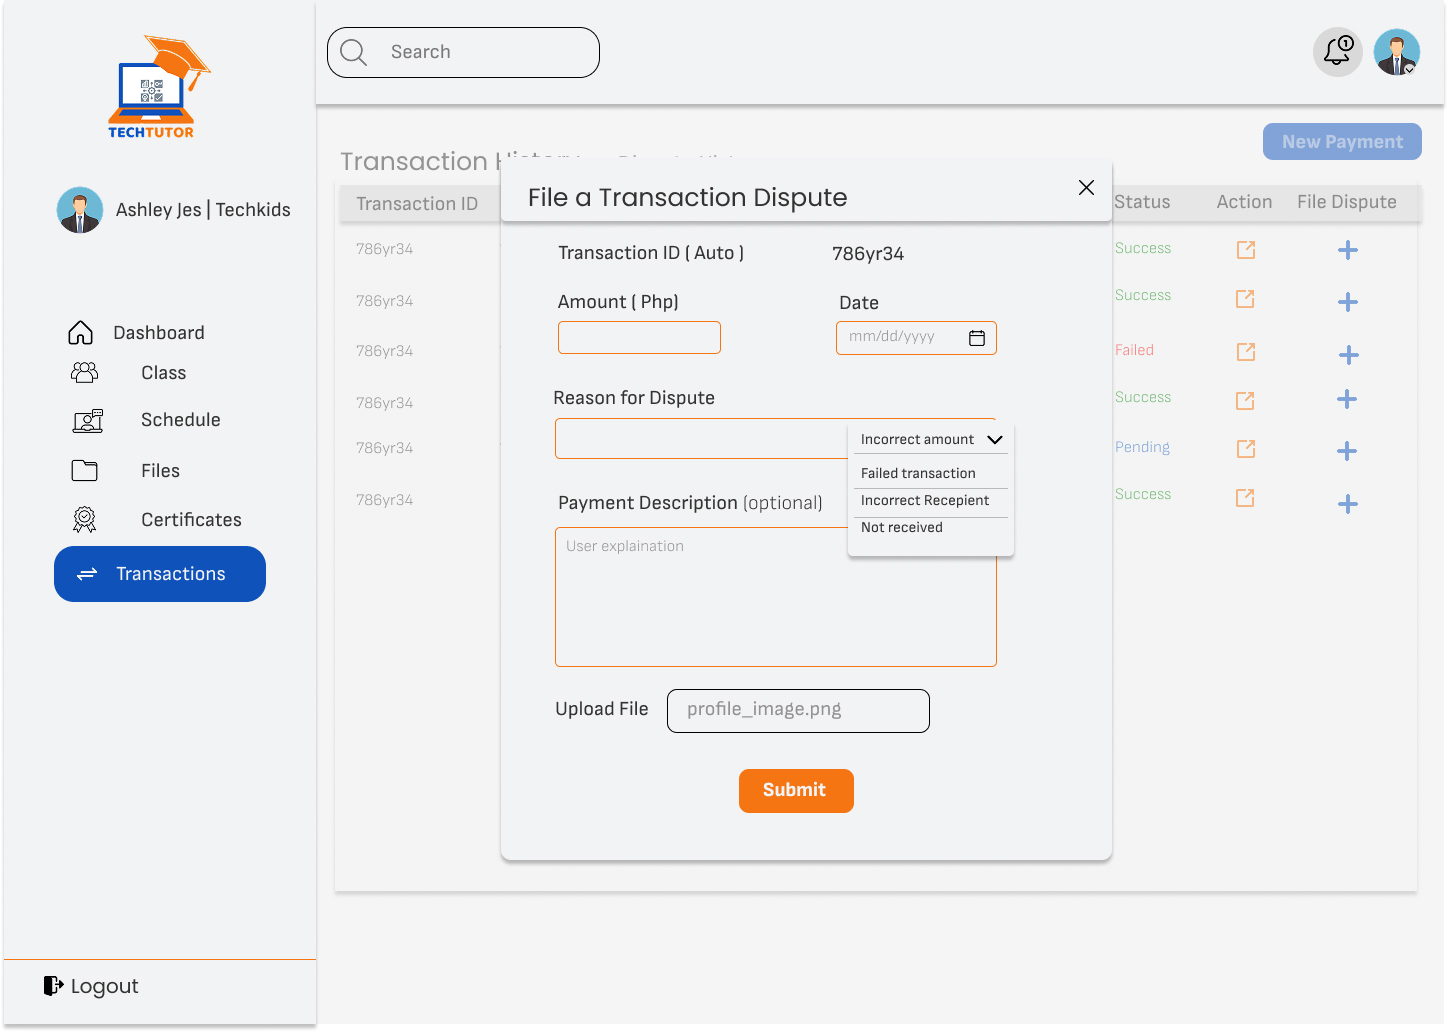 Search
1
TECHTUTOR
New Payment
Transaction
Ashley Jes | Techkids
File a Transaction Dispute
Transaction ID
Status
Action
File Dispute
Transaction ID ( Auto )
786yr34
786yr34
Success
786yr34
Success
Amount ( Php)
Date
mm/dd/yyyy
Dashboard
786yr34
Failed
Class
Reason for Dispute
786yr34
Success
Schedule
Incorrect amount
786yr34
Pending
Files
Failed transaction
786yr34
Success
Payment Description (optional)
Incorrect Recepient
Certificates
Not received
User explaination
Transactions
Upload File
profile_image.png
Submit
Logout